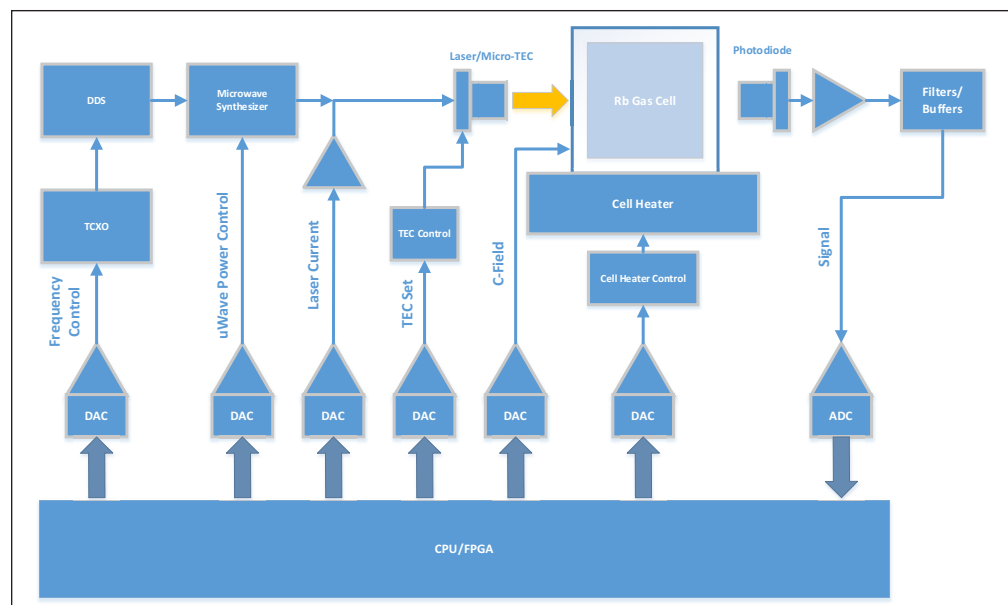 Laser/Micro-TEC
Photodiode
DDS
Microwave
Synthesizer
Rb Gas Cell
Filters/
Buffers
TCXO
TEC Control
Cell Heater
Cell Heater Control
Frequency
Control
uWave Power Control
Laser Current
TEC Set
C-Field
Signal
DAC
DAC
DAC
DAC
DAC
DAC
ADC
CPU/FPGA